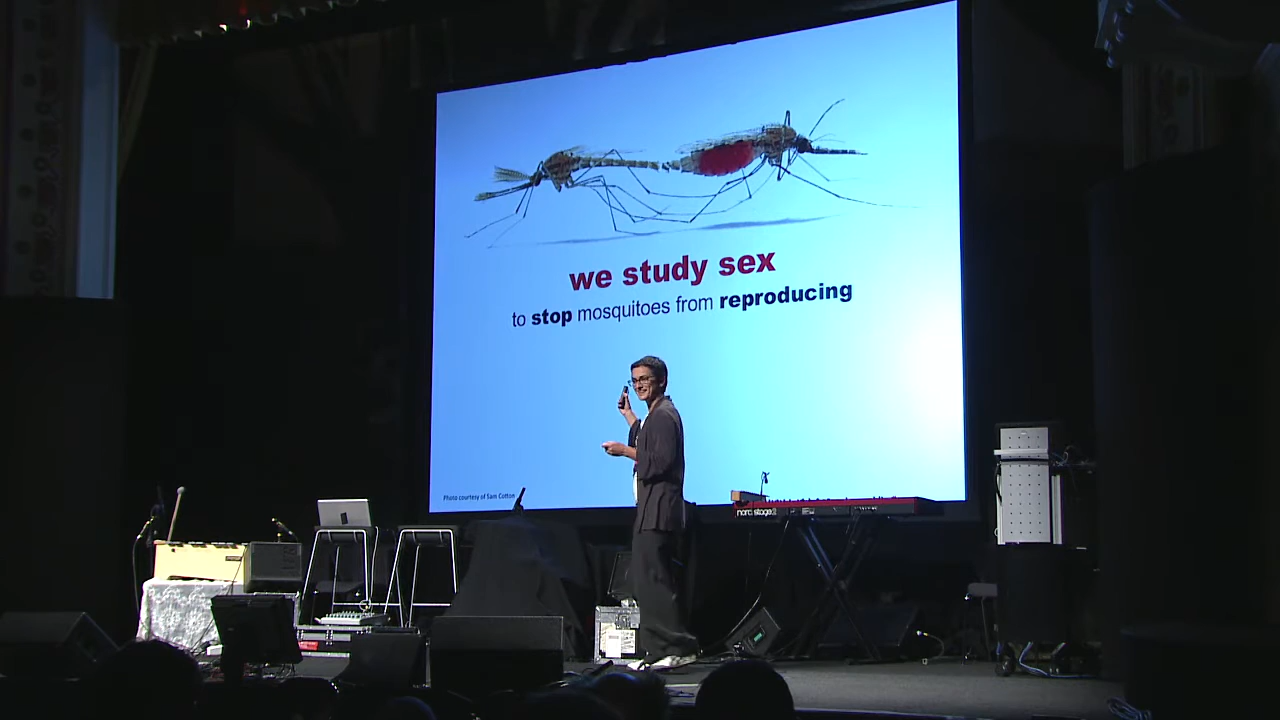 we study sex
to stop mosquitoes from reproducing
Photo courtesy of Sam Cotton
nord stage